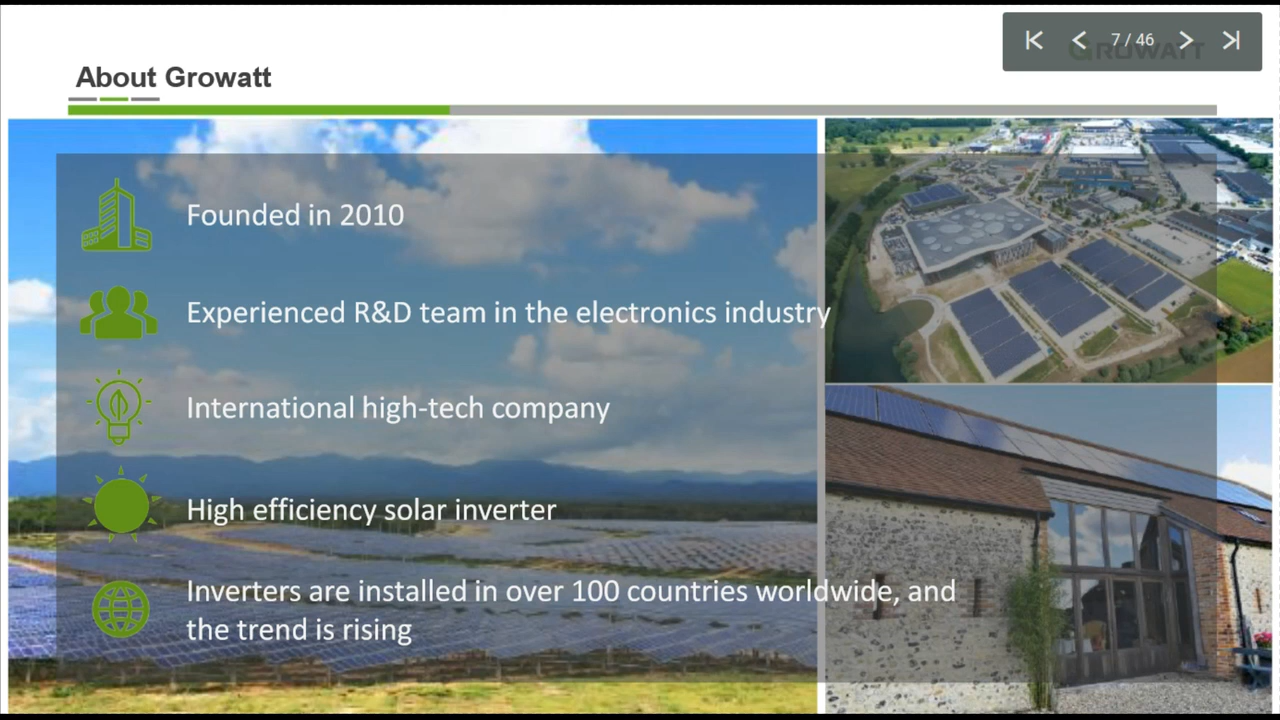 7 / 46
GROWATT
About Growatt
Founded in 2010
Experienced R&D team in the electronics industry
International high-tech company
High efficiency solar inverter
Inverters are installed in over 100 countries worldwide, and
the trend is rising